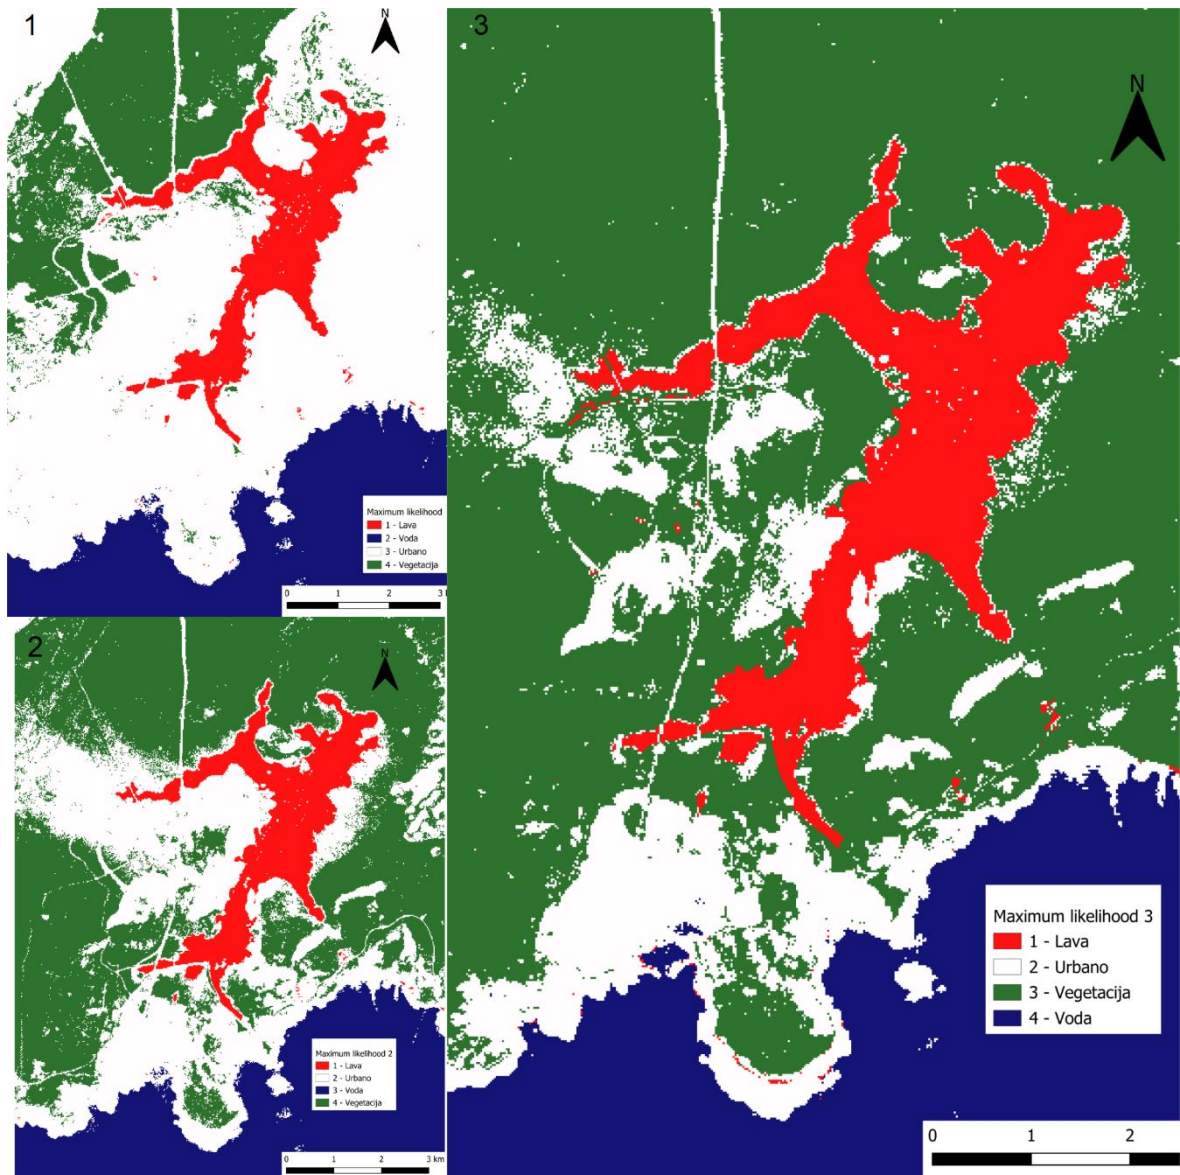 1
N
Maximum likelihood
1 - Lava
2 - Voda
3 - Urbano
4 - Vegetacija
0 1 2 3
2
N
Maximum likelihood 2
1 - Lava
2 - Urbano
3 - Voda
4 - Vegetacija
0 1 2 3 km
3
N
Maximum likelihood 3
1 - Lava
2 - Urbano
3 - Vegetacija
4 - Voda
0 1 2